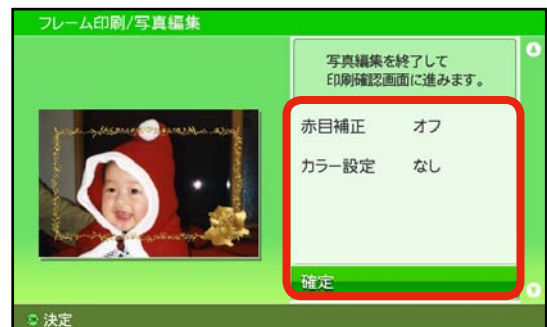 フレーム印刷/写真編集
写真編集を終了して
印刷確認画面に進みます。
赤目補正 オフ
カラー設定 なし
確定
決定